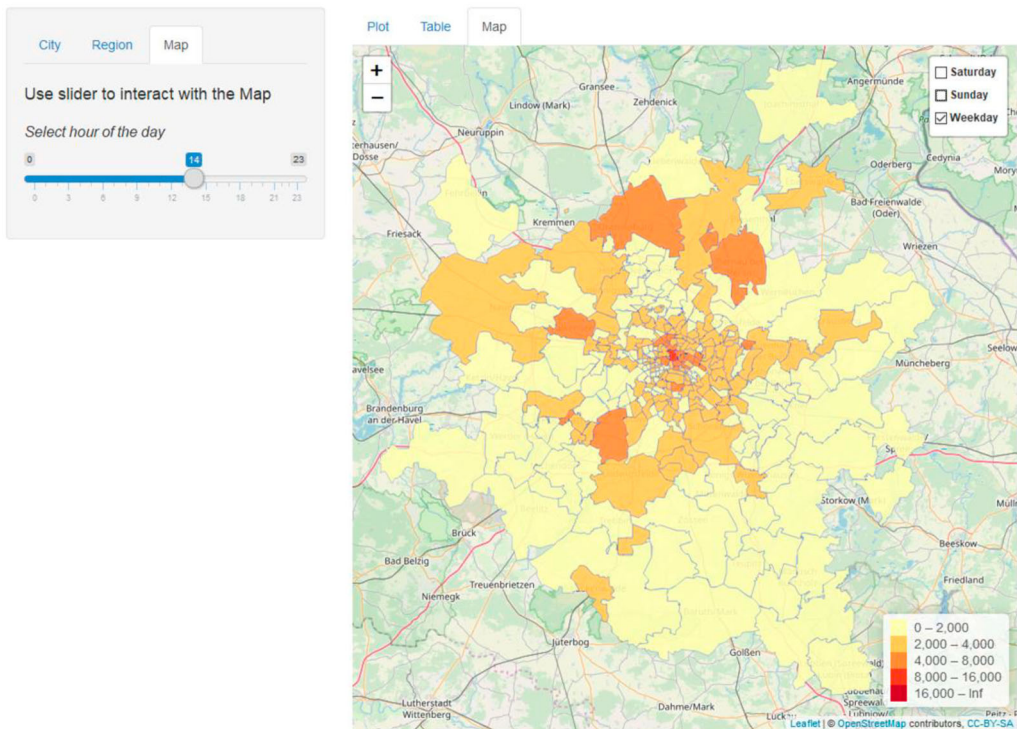 City Region Map
Use slider to interact with the Map
Select hour of the day
0 14 23
0 3 6 9 12 15 18 21 23
Plot Table Map
+
−
Saturday
Sunday
Weekday
Angermünde
Gransee
Zehdenick
Lindow (Mark)
Neuruppin
Dosse
Oderberg
Cedynia
Bad Freienwalde
(Oder)
Kremmen
Friesack
Wriezen
Müncheberg
Brandenburg
an der Havel
Storkow (M
Brück
Beeskow
Bad Belzig
Treuenbrietzen
Friedland
Niemegk
Jüterbog
Golßen
Lutherstadt
Wittenberg
Dahme/Mark
Luckau
0 – 2,000
2,000 – 4,000
4,000 – 8,000
8,000 – 16,000
16,000 – Inf
Leaflet | © OpenStreetMap contributors, CC-BY-SA